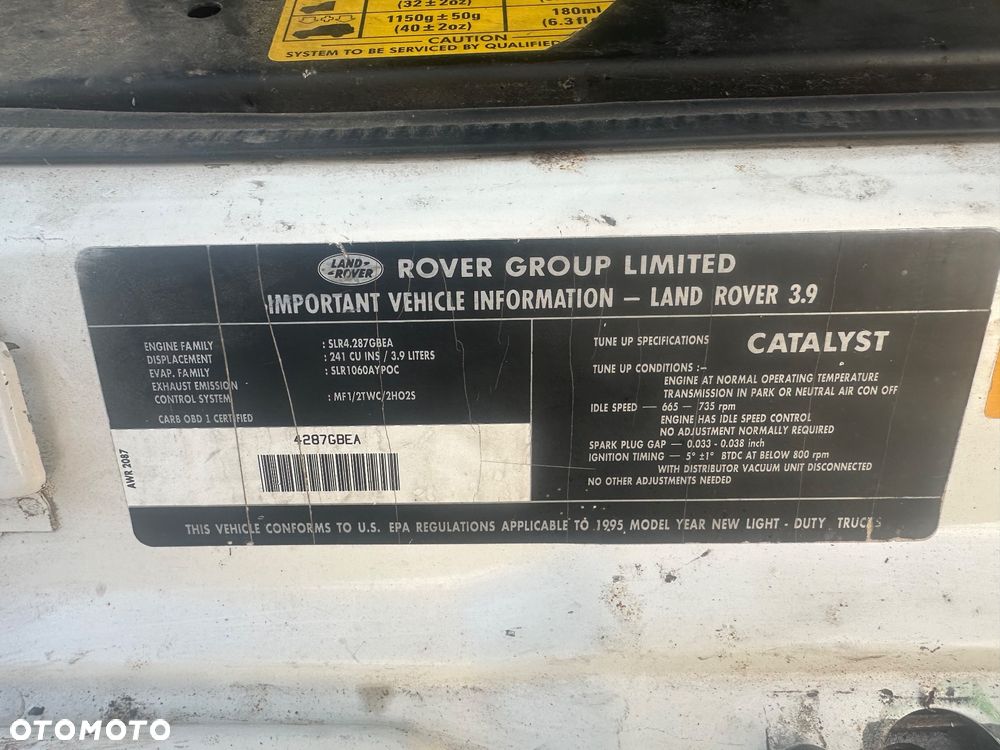 (32 ± 2oz)
1150g ± 50g
180ml
(40 ± 2oz)
(6.3 fl
CAUTION
SYSTEM TO BE SERVICED BY QUALIFIED
LAND-
-ROVER
ROVER GROUP LIMITED
IMPORTANT VEHICLE INFORMATION – LAND ROVER 3.9
ENGINE FAMILY : SLR4.287GBEA
DISPLACEMENT : 241 CU INS / 3.9 LITERS
EVAP. FAMILY : SLR1060AYPOC
EXHAUST EMISSION
CONTROL SYSTEM : MF1/2TWC/2HO2S
CARB OBD 1 CERTIFIED
4287GBEA
AWR 2087
TUNE UP SPECIFICATIONS CATALYST
TUNE UP CONDITIONS :–
ENGINE AT NORMAL OPERATING TEMPERATURE
TRANSMISSION IN PARK OR NEUTRAL AIR CON OFF
IDLE SPEED – 665 – 735 rpm
ENGINE HAS IDLE SPEED CONTROL
NO ADJUSTMENT NORMALLY REQUIRED
SPARK PLUG GAP – 0.033 - 0.038 inch
IGNITION TIMING – 5° ±1° BTDC AT BELOW 800 rpm
WITH DISTRIBUTOR VACUUM UNIT DISCONNECTED
NO OTHER ADJUSTMENTS NEEDED
THIS VEHICLE CONFORMS TO U.S. EPA REGULATIONS APPLICABLE TO 1995 MODEL YEAR NEW LIGHT - DUTY TRUCKS
OTOMOTO